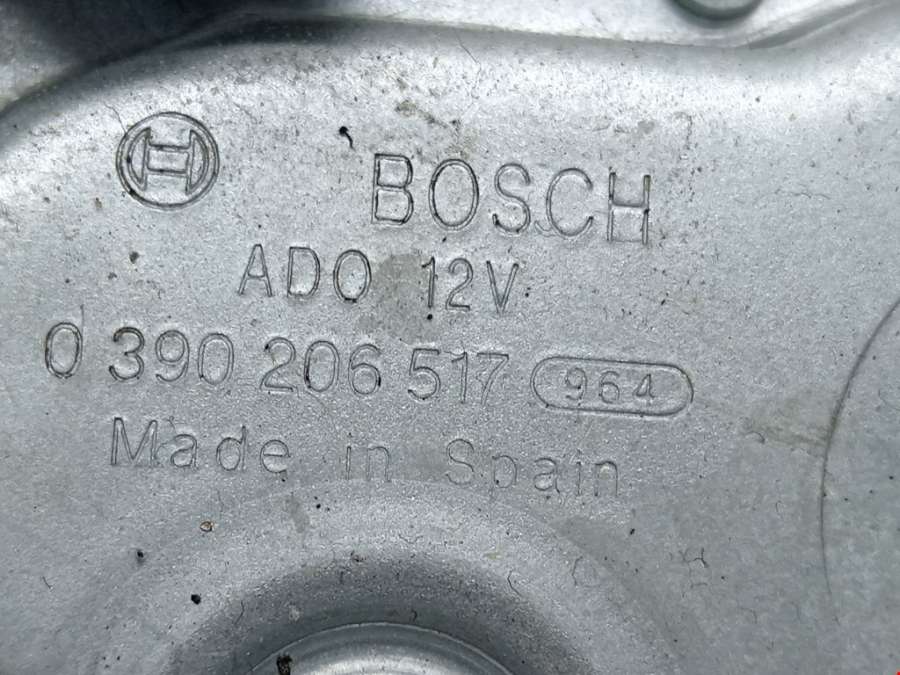 BOSCH
ADO 12V
0 390 206 517 964
Made in Spain